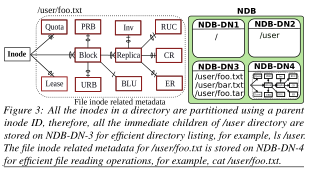 /user/foo.txt
NDB
Quota PRB Inv RUC
Inode Block Replica CR
Lease URB BLU ER
File inode related metadata
NDB-DN1 NDB-DN2
/ /user
NDB-DN3 NDB-DN4
/user/foo.txt
/user/bar.txt
/user/foo.tar
Figure 3: All the inodes in a directory are partitioned using a parent
inode ID, therefore, all the immediate children of /user directory are
stored on NDB-DN-3 for efficient directory listing, for example, ls /user.
The file inode related metadata for /user/foo.txt is stored on NDB-DN-4
for efficient file reading operations, for example, cat /user/foo.txt.